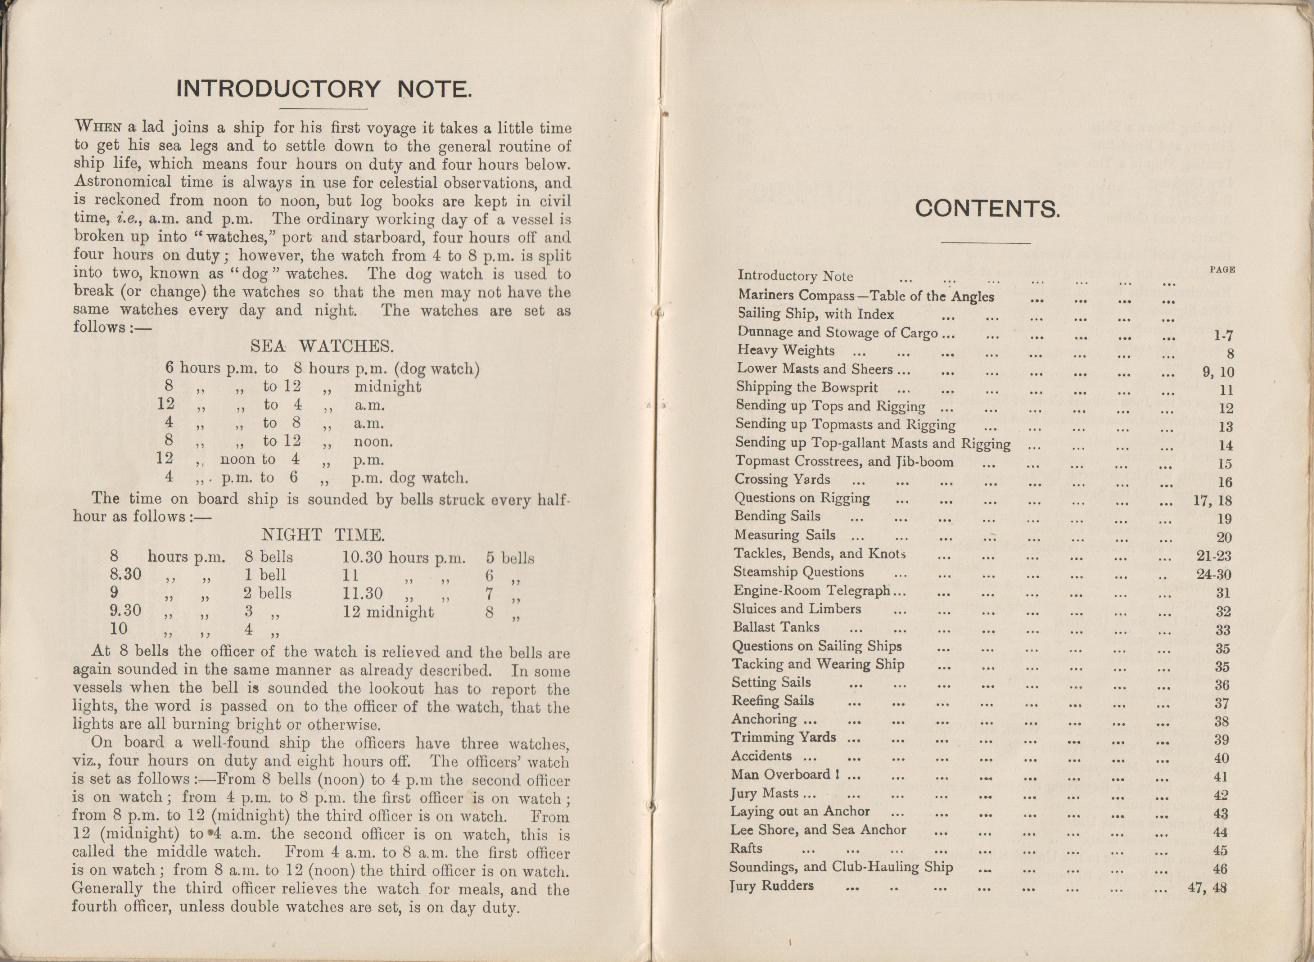 INTRODUCTORY NOTE.
WHEN a lad joins a ship for his first voyage it takes a little time
to get his sea legs and to settle down to the general routine of
ship life, which means four hours on duty and four hours below.
Astronomical time is always in use for celestial observations, and
is reckoned from noon to noon, but log books are kept in civil
time, i.e., a.m. and p.m. The ordinary working day of a vessel is
broken up into "watches," port and starboard, four hours off and
four hours on duty; however, the watch from 4 to 8 p.m. is split
into two, known as "dog" watches. The dog watch is used to
break (or change) the watches so that the men may not have the
same watches every day and night. The watches are set as
follows:—
SEA WATCHES.
6 hours p.m. to 8 hours p.m. (dog watch)
8 ,, ,, to 12 ,, midnight
12 ,, ,, to 4 ,, a.m.
4 ,, ,, to 8 ,, a.m.
8 ,, ,, to 12 ,, noon.
12 ,, noon to 4 ,, p.m.
4 ,, p.m. to 6 ,, p.m. dog watch.
The time on board ship is sounded by bells struck every half-
hour as follows:—
NIGHT TIME.
8 hours p.m. 8 bells 10.30 hours p.m. 5 bells
8.30 ,, ,, 1 bell 11 ,, ,, 6 ,,
9 ,, ,, 2 bells 11.30 ,, ,, 7 ,,
9.30 ,, ,, 3 ,, 12 midnight 8 ,,
10 ,, ,, 4 ,,
At 8 bells the officer of the watch is relieved and the bells are
again sounded in the same manner as already described. In some
vessels when the bell is sounded the lookout has to report the
lights, the word is passed on to the officer of the watch, that the
lights are all burning bright or otherwise.
On board a well-found ship the officers have three watches,
viz., four hours on duty and eight hours off. The officers' watch
is set as follows:—From 8 bells (noon) to 4 p.m the second officer
is on watch; from 4 p.m. to 8 p.m. the first officer is on watch;
from 8 p.m. to 12 (midnight) the third officer is on watch. From
12 (midnight) to 4 a.m. the second officer is on watch, this is
called the middle watch. From 4 a.m. to 8 a.m. the first officer
is on watch; from 8 a.m. to 12 (noon) the third officer is on watch.
Generally the third officer relieves the watch for meals, and the
fourth officer, unless double watches are set, is on day duty.
CONTENTS.
PAGE
Introductory Note ... ... ... ... ... ... ...
Mariners Compass—Table of the Angles ... ... ... ...
Sailing Ship, with Index ... ... ... ... ... ...
Dunnage and Stowage of Cargo ... ... ... ... ... ... 1-7
Heavy Weights ... ... ... ... ... ... ... ... 8
Lower Masts and Sheers ... ... ... ... ... ... ... 9, 10
Shipping the Bowsprit ... ... ... ... ... ... ... 11
Sending up Tops and Rigging ... ... ... ... ... ... 12
Sending up Topmasts and Rigging ... ... ... ... ... 13
Sending up Top-gallant Masts and Rigging ... ... ... ... 14
Topmast Crosstrees, and Jib-boom ... ... ... ... ... 15
Crossing Yards ... ... ... ... ... ... ... ... 16
Questions on Rigging ... ... ... ... ... ... ... 17, 18
Bending Sails ... ... ... ... ... ... ... ... 19
Measuring Sails ... ... ... ... ... ... ... ... 20
Tackles, Bends, and Knots ... ... ... ... ... ... 21-23
Steamship Questions ... ... ... ... ... ... .. 24-30
Engine-Room Telegraph ... ... ... ... ... ... ... 31
Sluices and Limbers ... ... ... ... ... ... ... 32
Ballast Tanks ... ... ... ... ... ... ... ... 33
Questions on Sailing Ships ... ... ... ... ... ... 35
Tacking and Wearing Ship ... ... ... ... ... ... 35
Setting Sails ... ... ... ... ... ... ... ... 36
Reefing Sails ... ... ... ... ... ... ... ... 37
Anchoring ... ... ... ... ... ... ... ... ... 38
Trimming Yards ... ... ... ... ... ... ... ... 39
Accidents ... ... ... ... ... ... ... ... ... 40
Man Overboard! ... ... ... ... ... ... ... ... 41
Jury Masts ... ... ... ... ... ... ... ... ... 42
Laying out an Anchor ... ... ... ... ... ... ... 43
Lee Shore, and Sea Anchor ... ... ... ... ... ... 44
Rafts ... ... ... ... ... ... ... ... ... 45
Soundings, and Club-Hauling Ship ... ... ... ... ... 46
Jury Rudders ... .. ... ... ... ... ... ... 47, 48